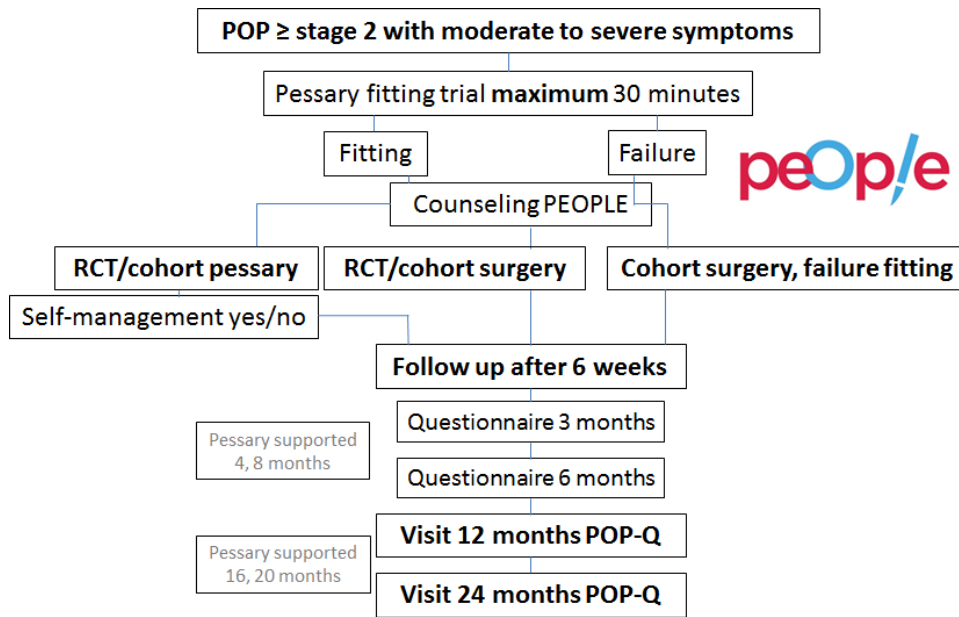 POP ≥ stage 2 with moderate to severe symptoms
Pessary fitting trial maximum 30 minutes
Fitting
Failure
people
Counseling PEOPLE
RCT/cohort pessary
RCT/cohort surgery
Cohort surgery, failure fitting
Self-management yes/no
Follow up after 6 weeks
Questionnaire 3 months
Pessary supported
4, 8 months
Questionnaire 6 months
Visit 12 months POP-Q
Pessary supported
16, 20 months
Visit 24 months POP-Q